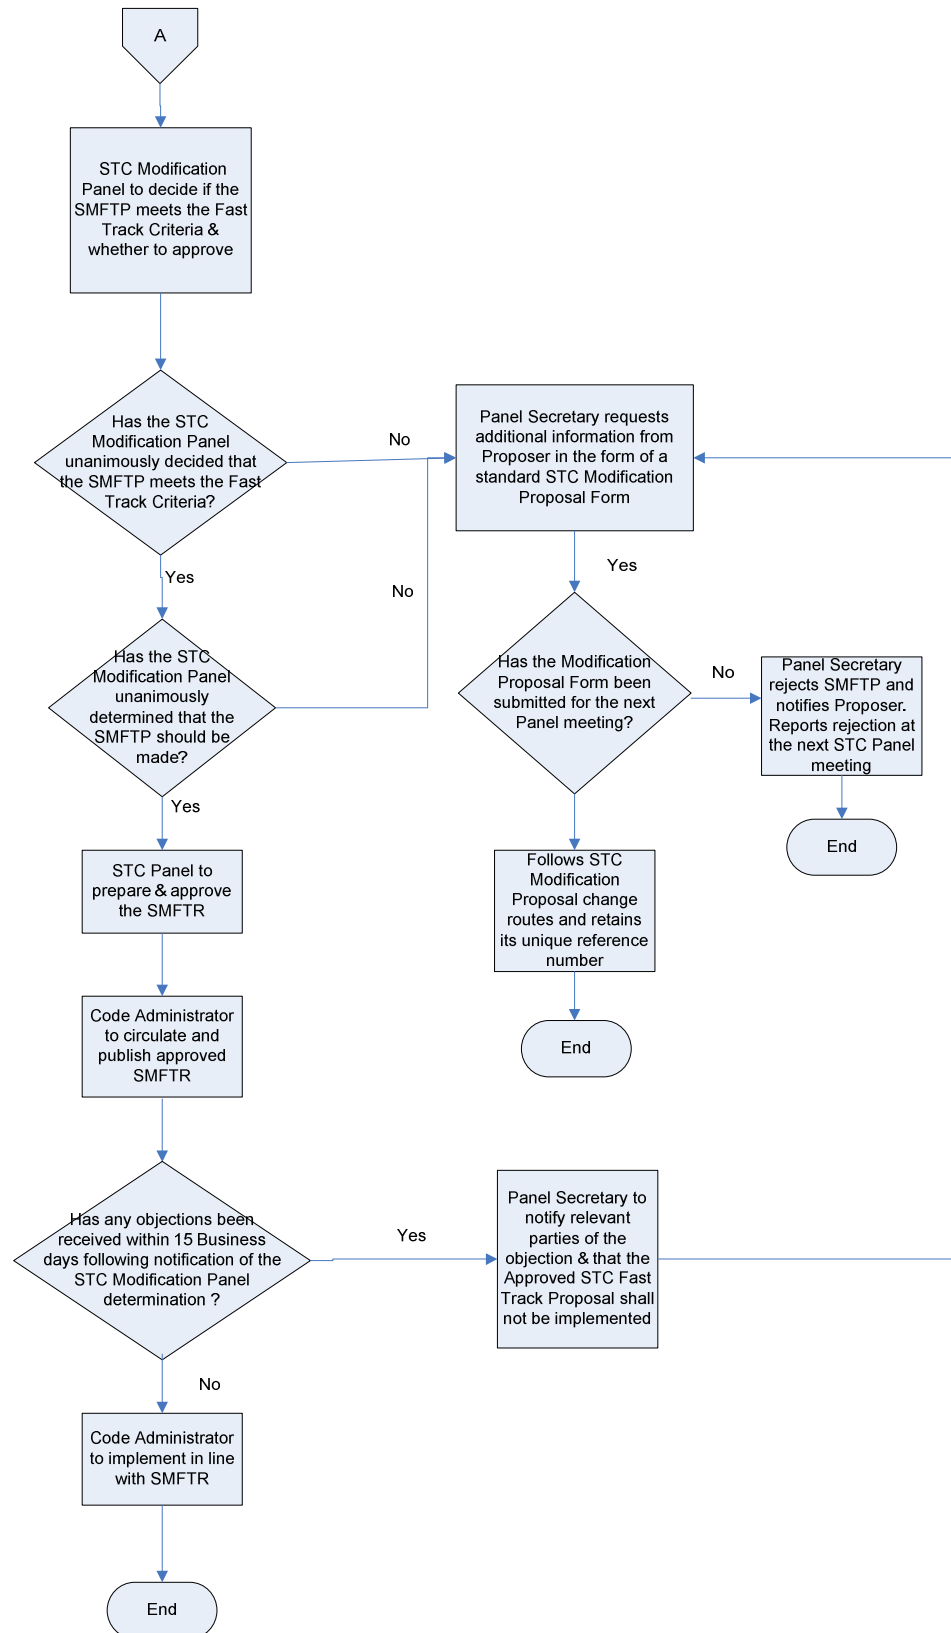 A
STC Modification
Panel to decide if the
SMFTP meets the Fast
Track Criteria &
whether to approve
Has the STC
Modification Panel
unanimously decided that
the SMFTP meets the Fast
Track Criteria?
No
Panel Secretary requests
additional information from
Proposer in the form of a
standard STC Modification
Proposal Form
Yes
Yes
No
Has the STC
Modification Panel
unanimously
determined that the
SMFTP should be
made?
Has the Modification
Proposal Form been
submitted for the next
Panel meeting?
No
Panel Secretary
rejects SMFTP and
notifies Proposer.
Reports rejection at
the next STC Panel
meeting
End
Yes
STC Panel to
prepare & approve
the SMFTR
Follows STC
Modification
Proposal change
routes and retains
its unique reference
number
End
Code Administrator
to circulate and
publish approved
SMFTR
Has any objections been
received within 15 Business
days following notification of the
STC Modification Panel
determination ?
Yes
Panel Secretary to
notify relevant
parties of the
objection & that the
Approved STC Fast
Track Proposal shall
not be implemented
No
Code Administrator
to implement in line
with SMFTR
End